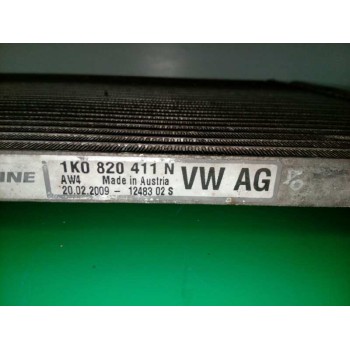 INE
1K0 820 411 N
AW4 Made in Austria
20.02.2009 - 12483 02 S
VW AG